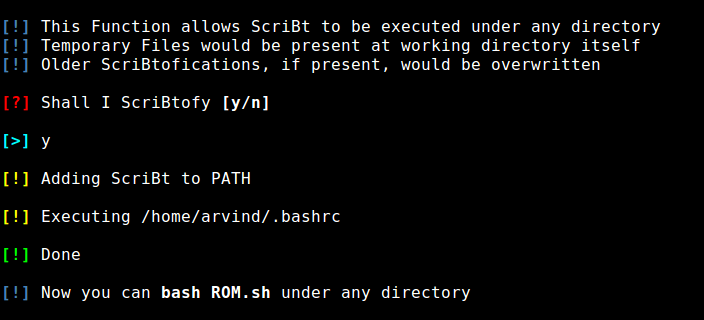 [!] This Function allows ScriBt to be executed under any directory
[!] Temporary Files would be present at working directory itself
[!] Older ScriBtofications, if present, would be overwritten
[?] Shall I ScriBtofy [y/n]
[>] y
[!] Adding ScriBt to PATH
[!] Executing /home/arvind/.bashrc
[!] Done
[!] Now you can bash ROM.sh under any directory